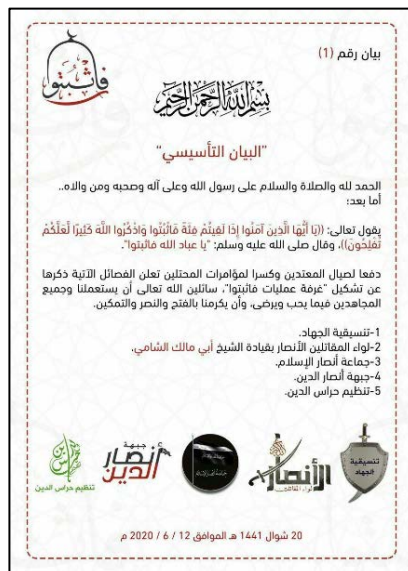 فاثبتوا
بيان رقم (1)
بسم الله الرحمن الرحيم
"البيان التأسيسي"
الحمد لله والصلاة والسلام على رسول الله وعلى آله وصحبه ومن والاه..
أما بعد؛
يقول تعالى: ((يَا أَيُّهَا الَّذِينَ آمَنُوا إِذَا لَقِيتُمْ فِئَةً فَاثْبُتُوا وَاذْكُرُوا اللَّهَ كَثِيرًا لَّعَلَّكُمْ
تُفْلِحُونَ))، وقال صلى الله عليه وسلم: "يا عباد الله فاثبتوا".
دفعا لصيال المعتدين وكسرا لمؤامرات المحتلين تعلن الفصائل الآتية ذكرها
عن تشكيل "غرفة عمليات فاثبتوا"، سائلين الله تعالى أن يستعملنا وجميع
المجاهدين فيما يحب ويرضى، وأن يكرمنا بالفتح والنصر والتمكين.
1-تنسيقية الجهاد.
2-لواء المقاتلين الأنصار بقيادة الشيخ أبي مالك الشامي.
3-جماعة أنصار الإسلام.
4-جبهة أنصار الدين.
5-تنظيم حراس الدين.
تنسيقية
الجهاد
الأنصار
جبهة
أنصار
الدين
تنظيم حراس الدين
20 شوال 1441 هـ الموافق 12 / 6 / 2020 م